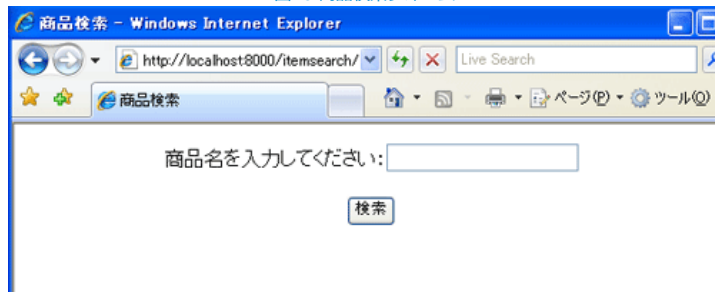 商品検索 - Windows Internet Explorer
http://localhost:8000/itemsearch/
Live Search
商品検索
ページ(P)
ツール(O)
商品名を入力してください:
検索